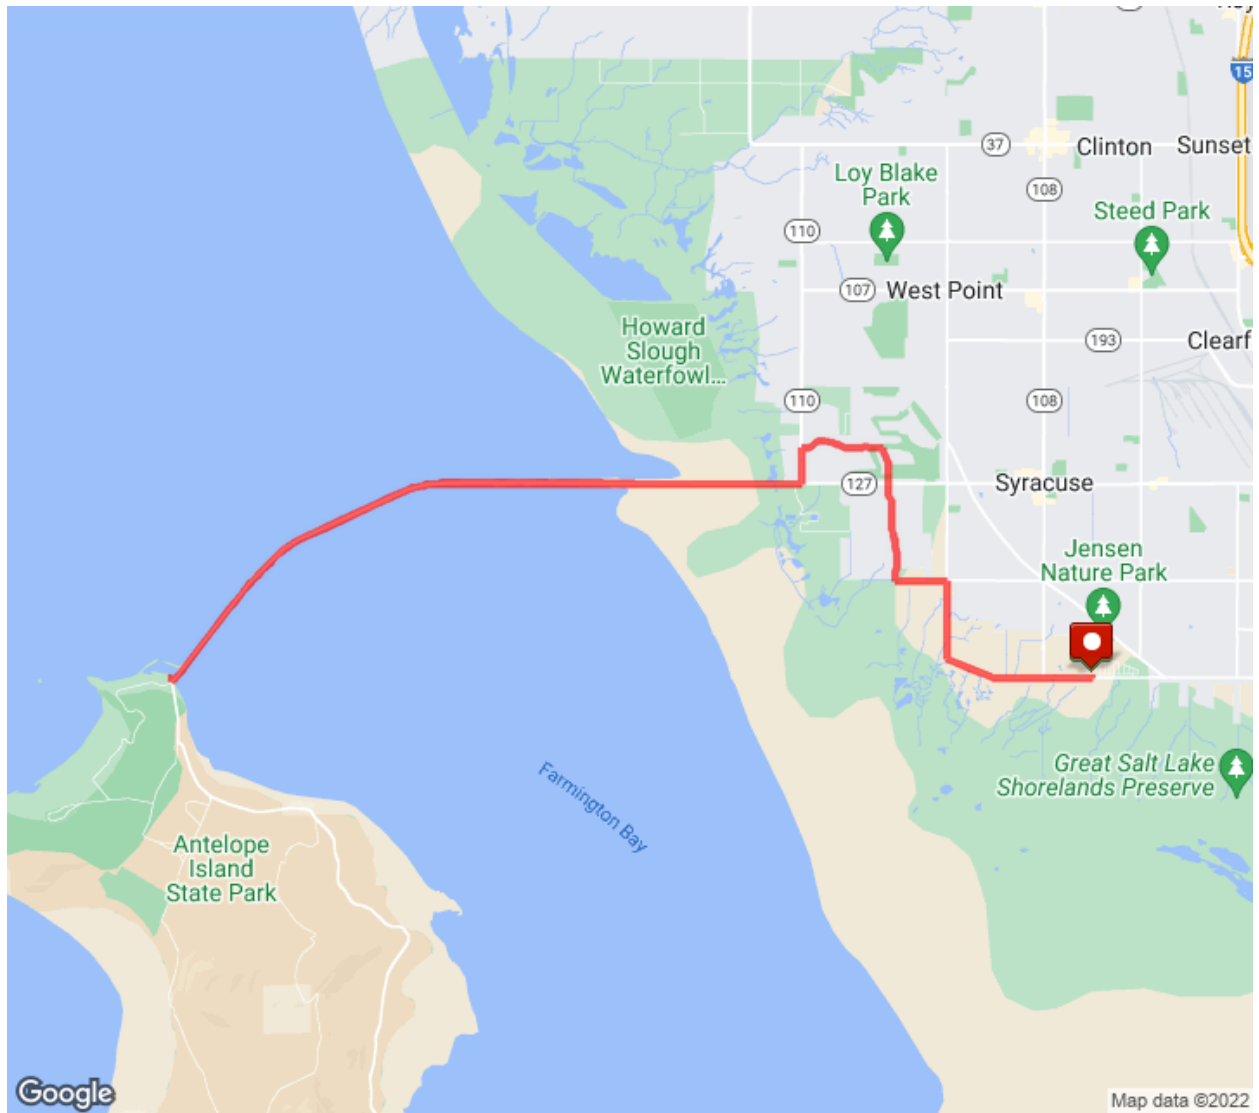 15
37
Clinton
Sunset
Loy Blake
Park
108
Steed Park
110
107
West Point
Howard
Slough
Waterfowl...
193
Clearf
110
108
127
Syracuse
Jensen
Nature Park
Great Salt Lake
Shorelands Preserve
Farmington Bay
Antelope
Island
State Park
Google
Map data ©2022